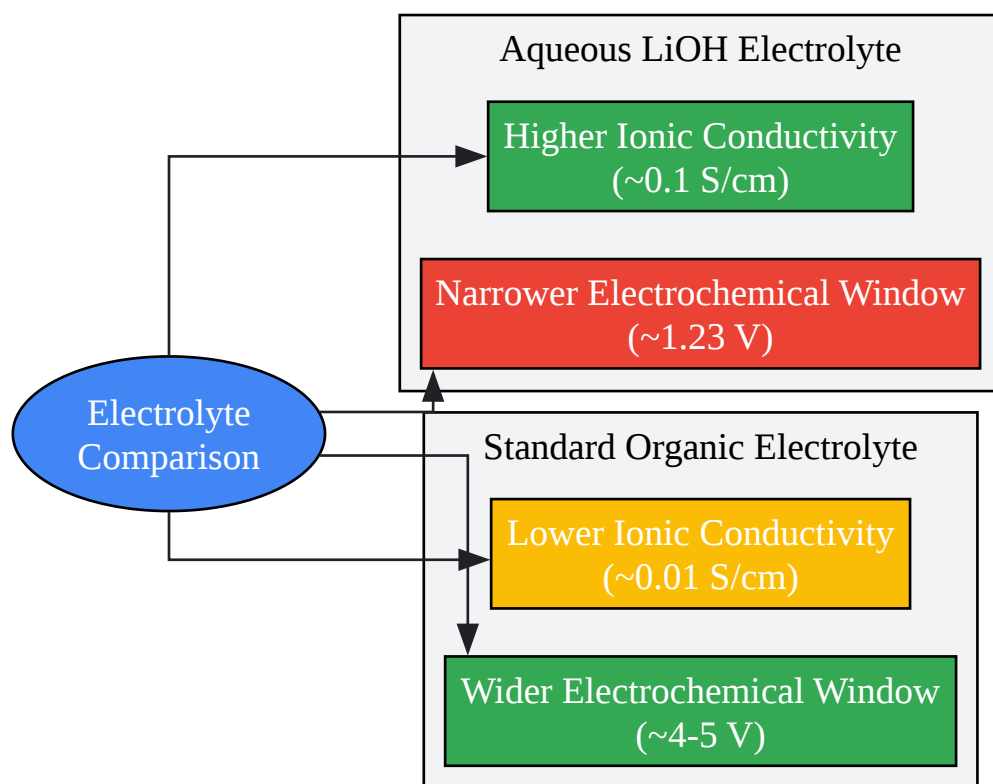 Aqueous LiOH Electrolyte
Higher Ionic Conductivity
(~0.1 S/cm)
Narrower Electrochemical Window
(~1.23 V)
Electrolyte
Comparison
Standard Organic Electrolyte
Lower Ionic Conductivity
(~0.01 S/cm)
Wider Electrochemical Window
(~4-5 V)